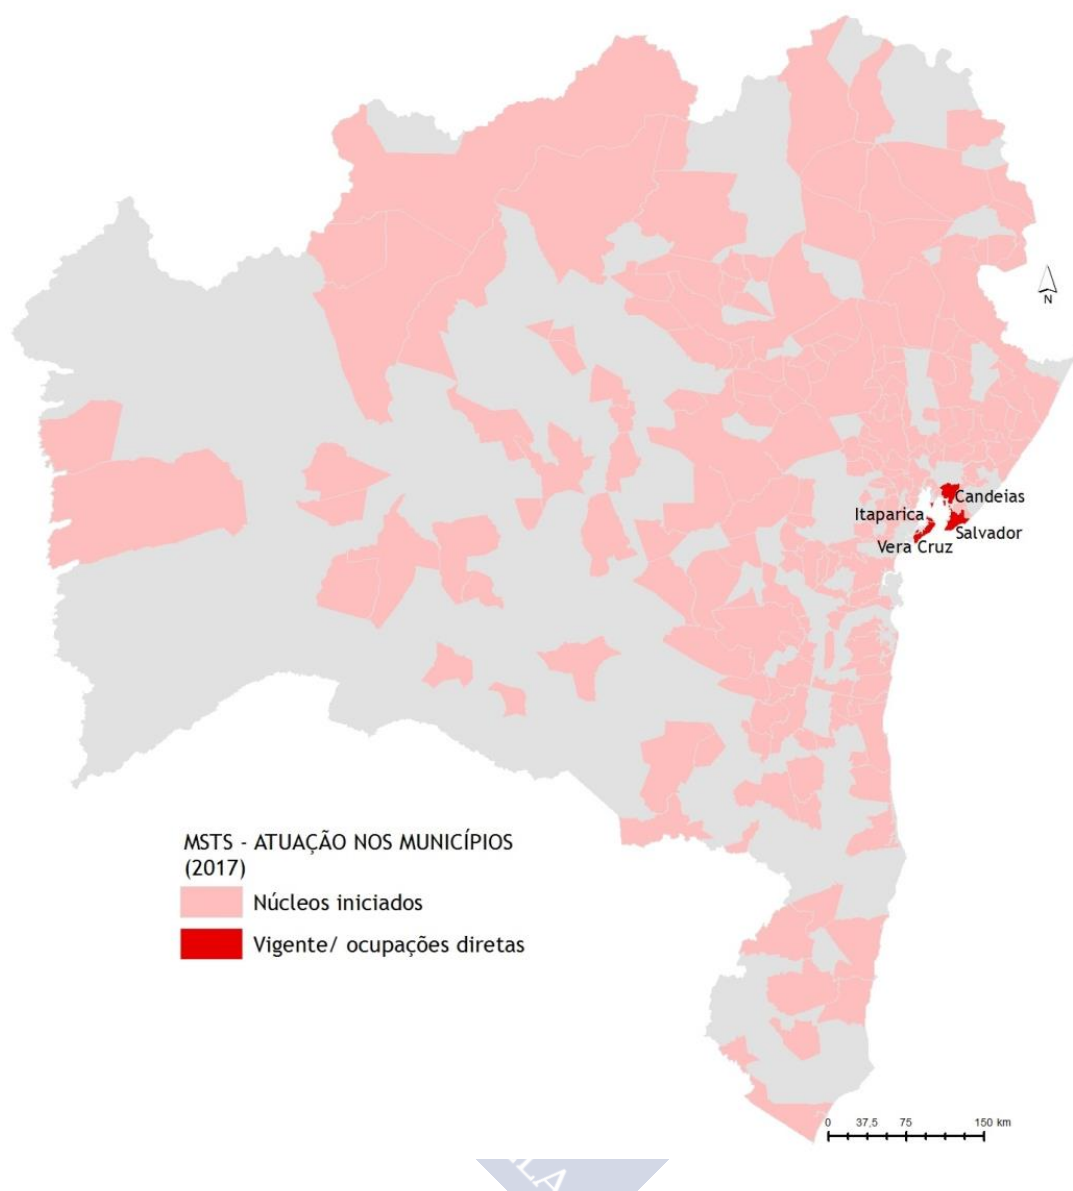 N
Candeias
Itaparica
Salvador
Vera Cruz
MSTS - ATUAÇÃO NOS MUNICÍPIOS
(2017)
Núcleos iniciados
Vigente/ ocupações diretas
0 37,5 75 150 km
LA